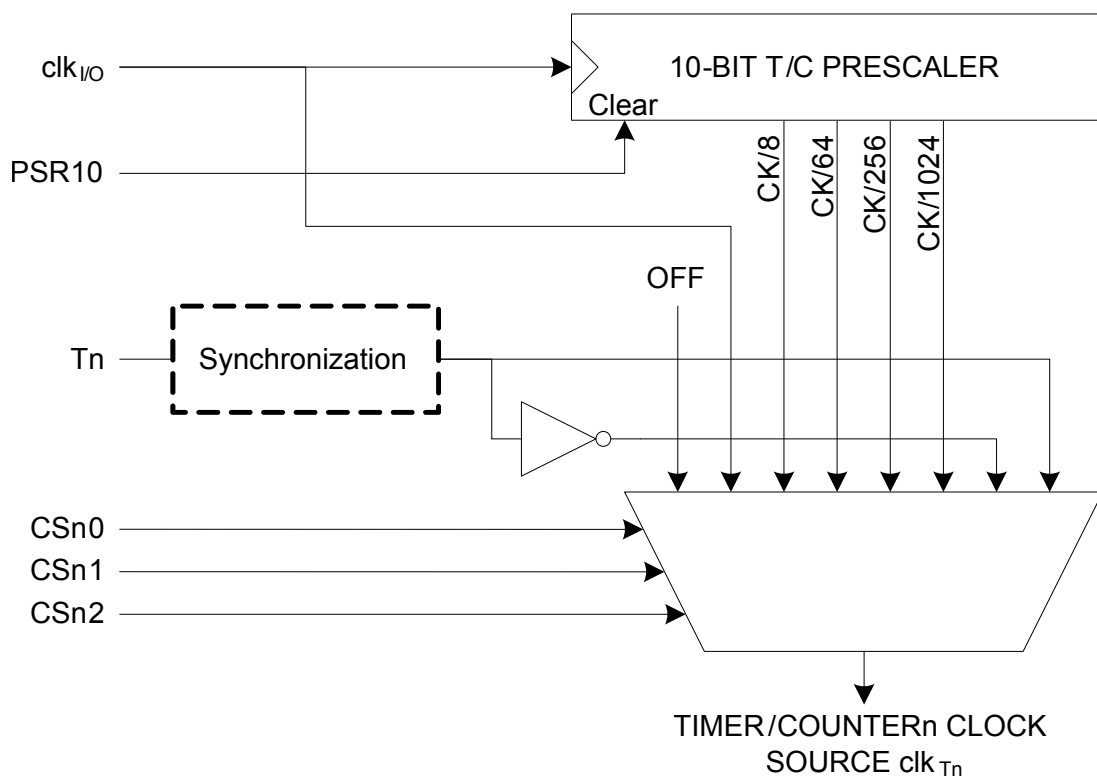 clkI/O
10-BIT T/C PRESCALER
Clear
PSR10
CK/8
CK/64
CK/256
CK/1024
OFF
Tn
Synchronization
CSn0
CSn1
CSn2
TIMER/COUNTERn CLOCK
SOURCE clkTn